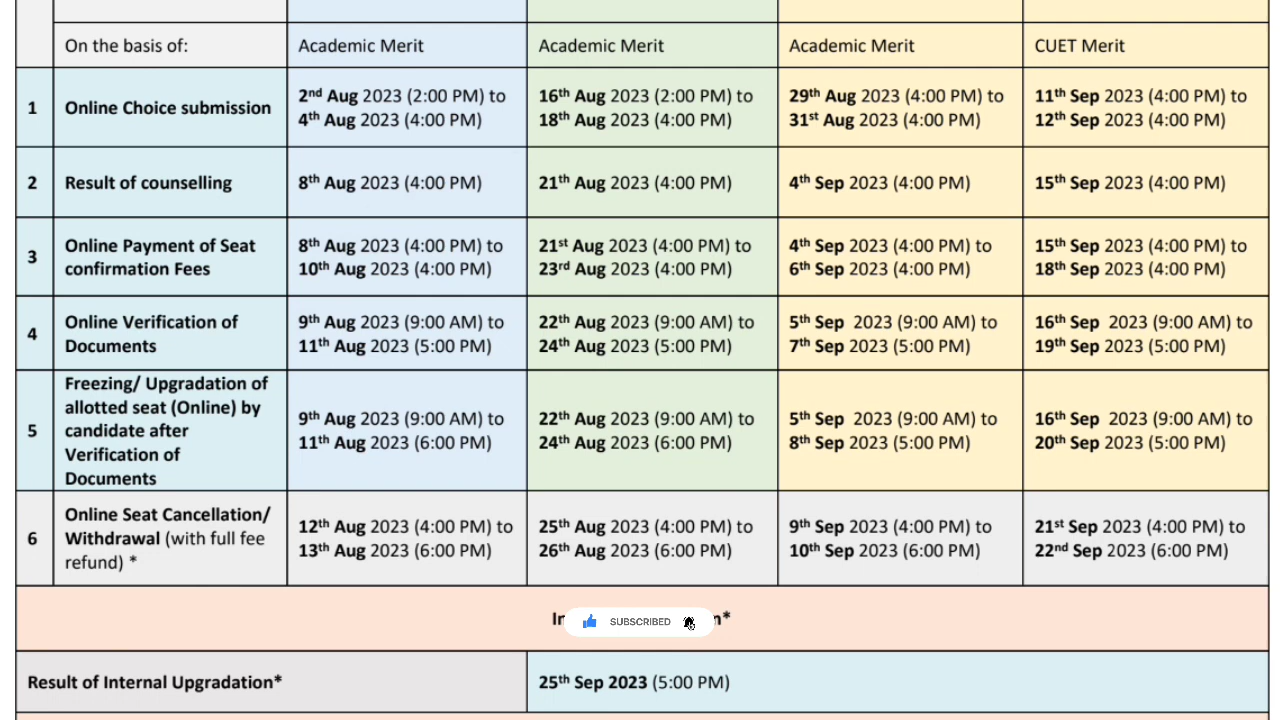 On the basis of:
Academic Merit
Academic Merit
Academic Merit
CUET Merit
1
Online Choice submission
2nd Aug 2023 (2:00 PM) to
4th Aug 2023 (4:00 PM)
16th Aug 2023 (2:00 PM) to
18th Aug 2023 (4:00 PM)
29th Aug 2023 (4:00 PM) to
31st Aug 2023 (4:00 PM)
11th Sep 2023 (4:00 PM) to
12th Sep 2023 (4:00 PM)
2
Result of counselling
8th Aug 2023 (4:00 PM)
21th Aug 2023 (4:00 PM)
4th Sep 2023 (4:00 PM)
15th Sep 2023 (4:00 PM)
3
Online Payment of Seat
confirmation Fees
8th Aug 2023 (4:00 PM) to
10th Aug 2023 (4:00 PM)
21st Aug 2023 (4:00 PM) to
23rd Aug 2023 (4:00 PM)
4th Sep 2023 (4:00 PM) to
6th Sep 2023 (4:00 PM)
15th Sep 2023 (4:00 PM) to
18th Sep 2023 (4:00 PM)
4
Online Verification of
Documents
9th Aug 2023 (9:00 AM) to
11th Aug 2023 (5:00 PM)
22th Aug 2023 (9:00 AM) to
24th Aug 2023 (5:00 PM)
5th Sep 2023 (9:00 AM) to
7th Sep 2023 (5:00 PM)
16th Sep 2023 (9:00 AM) to
19th Sep 2023 (5:00 PM)
5
Freezing/ Upgradation of
allotted seat (Online) by
candidate after
Verification of
Documents
9th Aug 2023 (9:00 AM) to
11th Aug 2023 (6:00 PM)
22th Aug 2023 (9:00 AM) to
24th Aug 2023 (6:00 PM)
5th Sep 2023 (9:00 AM) to
8th Sep 2023 (5:00 PM)
16th Sep 2023 (9:00 AM) to
20th Sep 2023 (5:00 PM)
6
Online Seat Cancellation/
Withdrawal (with full fee
refund) *
12th Aug 2023 (4:00 PM) to
13th Aug 2023 (6:00 PM)
25th Aug 2023 (4:00 PM) to
26th Aug 2023 (6:00 PM)
9th Sep 2023 (4:00 PM) to
10th Sep 2023 (6:00 PM)
21st Sep 2023 (4:00 PM) to
22nd Sep 2023 (6:00 PM)
SUBSCRIBED
Result of Internal Upgradation*
25th Sep 2023 (5:00 PM)